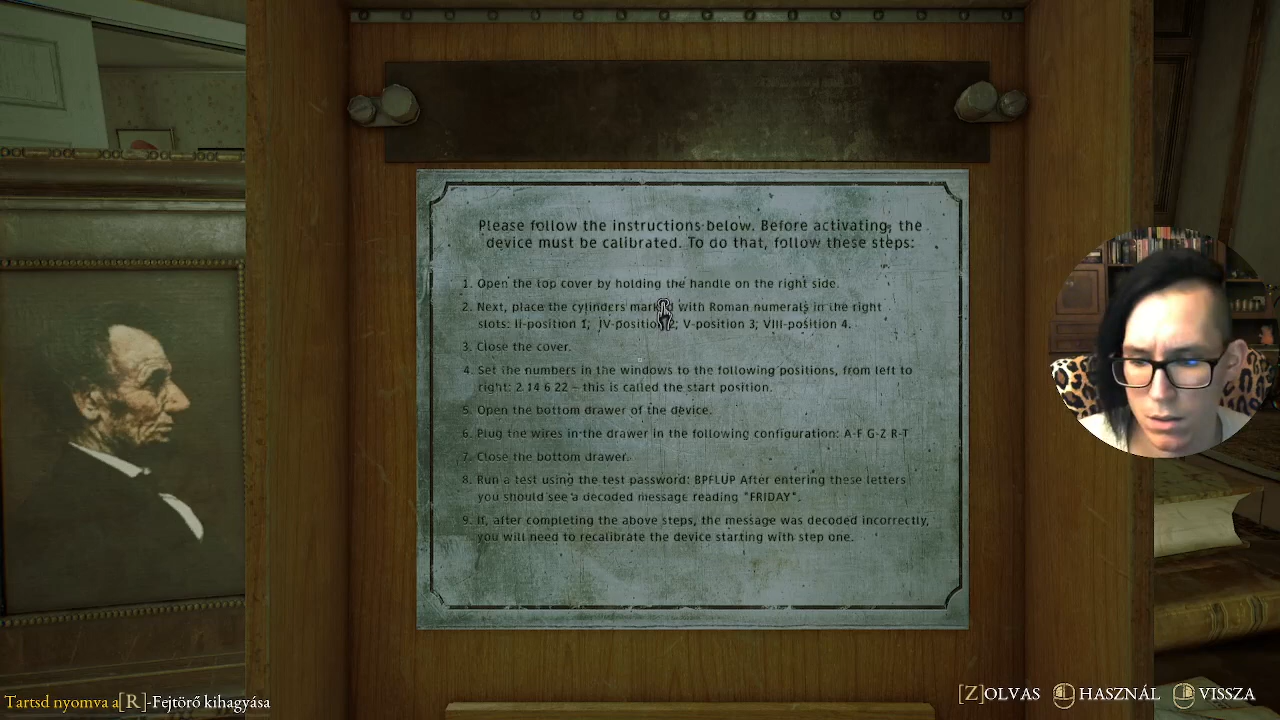 Please follow the instructions below. Before activating, the
device must be calibrated. To do that, follow these steps:
1. Open the top cover by holding the handle on the right side.
2. Next, place the cylinders marked with Roman numerals in the right
slots: II-position 1; IV-position 2; V-position 3; VIII-position 4.
3. Close the cover.
4. Set the numbers in the windows to the following positions, from left to
right: 2 14 6 22 – this is called the start position.
5. Open the bottom drawer of the device.
6. Plug the wires in the drawer in the following configuration: A-F G-Z R-T
7. Close the bottom drawer.
8. Run a test using the test password: BPFLUP After entering these letters
you should see a decoded message reading "FRIDAY".
9. If, after completing the above steps, the message was decoded incorrectly,
you will need to recalibrate the device starting with step one.
Tartsd nyomva a[R]-Fejtörő kihagyása
[Z]OLVAS HASZNÁL VISSZA